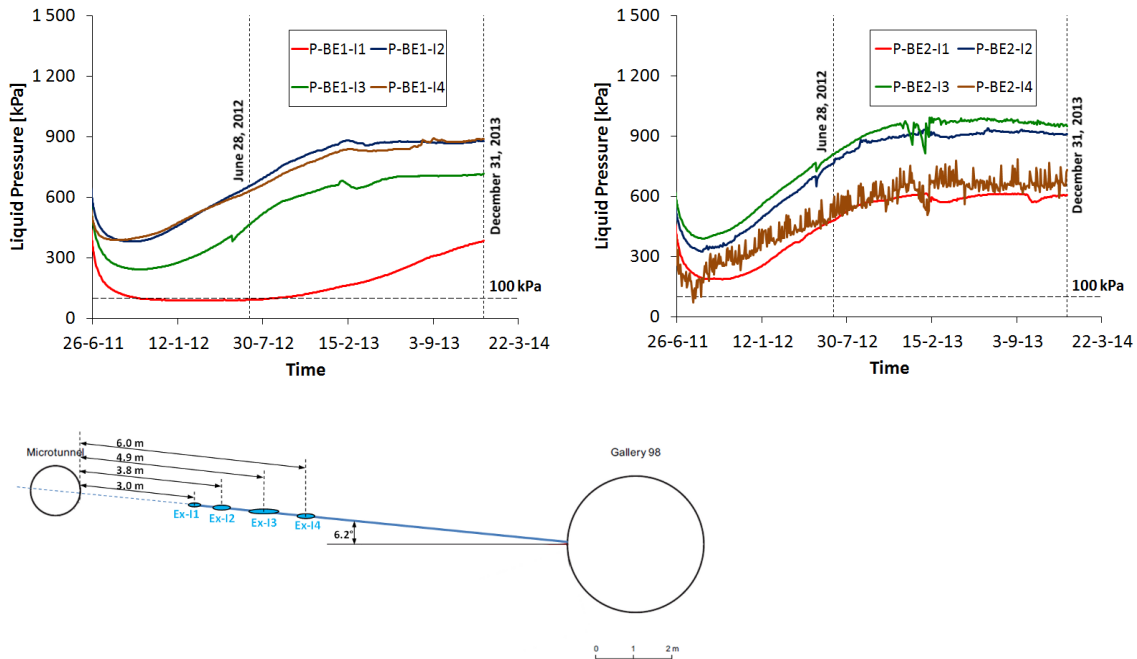 1 500
1 200
900
600
300
0
Liquid Pressure [kPa]
P-BE1-I1 P-BE1-I2
P-BE1-I3 P-BE1-I4
June 28, 2012
December 31, 2013
100 kPa
26-6-11 12-1-12 30-7-12 15-2-13 3-9-13 22-3-14
Time
1 500
1 200
900
600
300
0
Liquid Pressure [kPa]
P-BE2-I1 P-BE2-I2
P-BE2-I3 P-BE2-I4
June 28, 2012
December 31, 2013
100 kPa
26-6-11 12-1-12 30-7-12 15-2-13 3-9-13 22-3-14
Time
Microtunnel
6.0 m
4.9 m
3.8 m
3.0 m
Ex-I1 Ex-I2 Ex-I3 Ex-I4
6.2°
Gallery 98
0 1 2 m